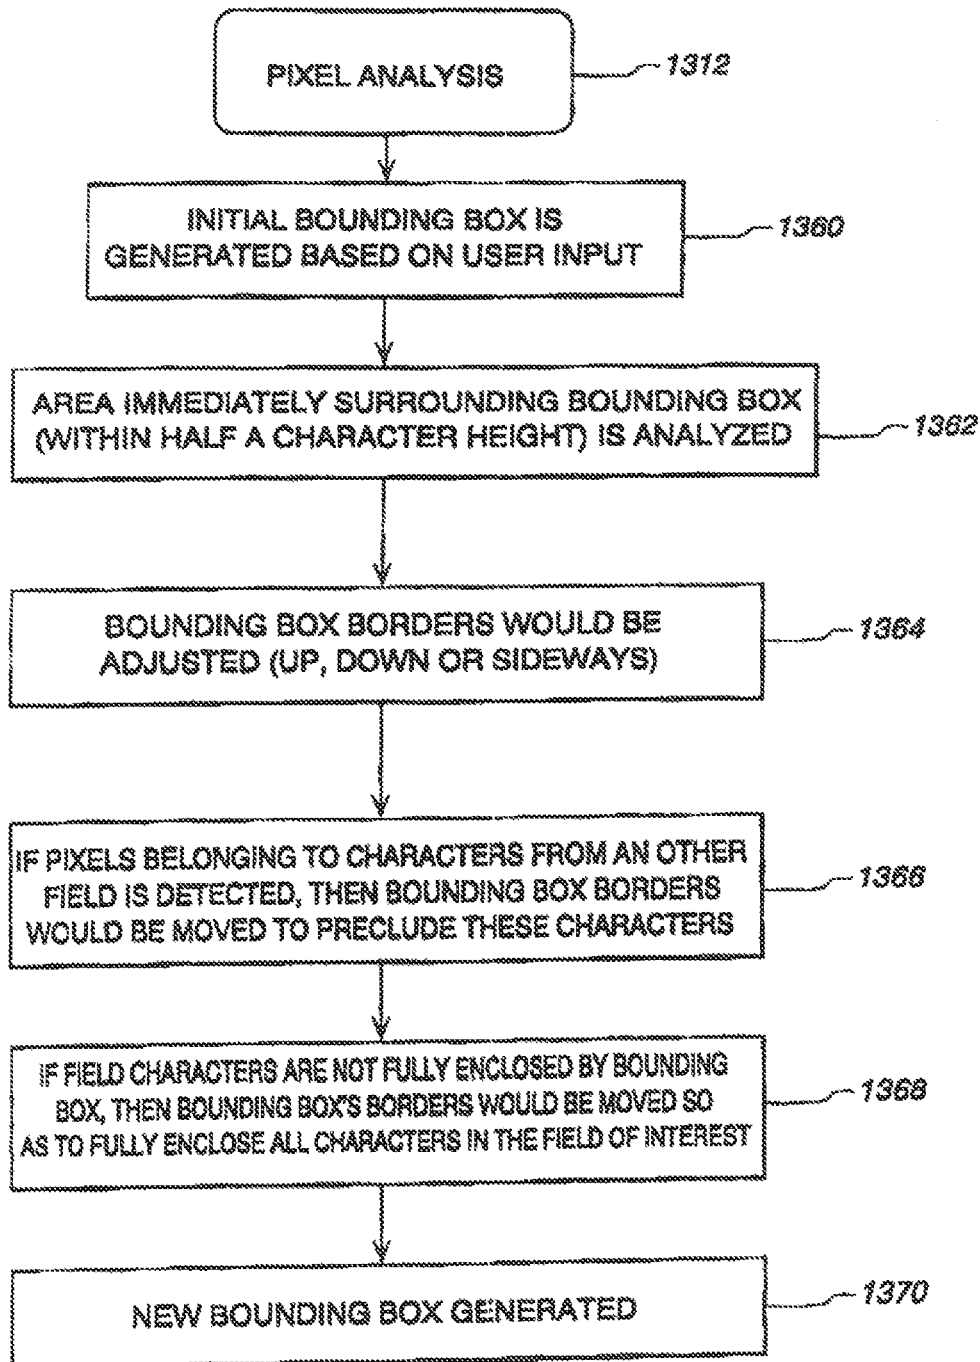 PIXEL ANALYSIS
1312
INITIAL BOUNDING BOX IS
GENERATED BASED ON USER INPUT
1360
AREA IMMEDIATELY SURROUNDING BOUNDING BOX
(WITHIN HALF A CHARACTER HEIGHT) IS ANALYZED
1362
BOUNDING BOX BORDERS WOULD BE
ADJUSTED (UP, DOWN OR SIDEWAYS)
1364
IF PIXELS BELONGING TO CHARACTERS FROM AN OTHER
FIELD IS DETECTED, THEN BOUNDING BOX BORDERS
WOULD BE MOVED TO PRECLUDE THESE CHARACTERS
1366
IF FIELD CHARACTERS ARE NOT FULLY ENCLOSED BY BOUNDING
BOX, THEN BOUNDING BOX'S BORDERS WOULD BE MOVED SO
AS TO FULLY ENCLOSE ALL CHARACTERS IN THE FIELD OF INTEREST
1368
NEW BOUNDING BOX GENERATED
1370